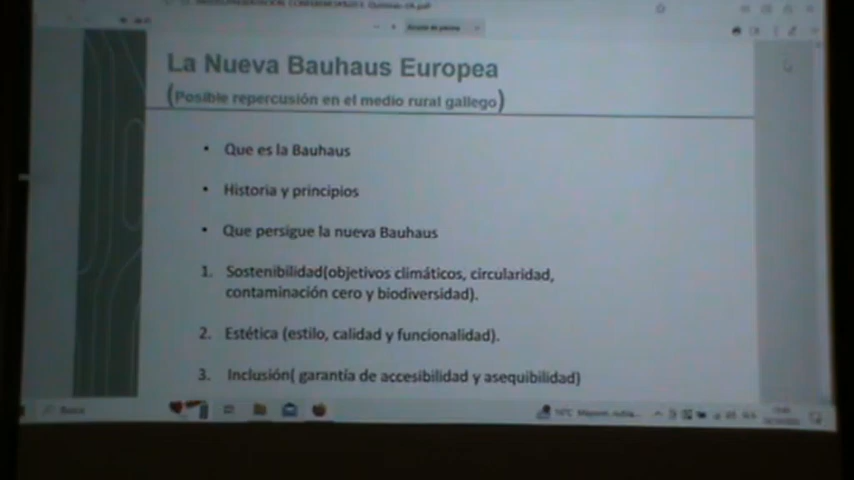 La Nueva Bauhaus Europea
(Posible repercusión en el medio rural gallego)
• Que es la Bauhaus
• Historia y principios
• Que persigue la nueva Bauhaus
1. Sostenibilidad(objetivos climáticos, circularidad,
contaminación cero y biodiversidad).
2. Estética (estilo, calidad y funcionalidad).
3. Inclusión( garantía de accesibilidad y asequibilidad)